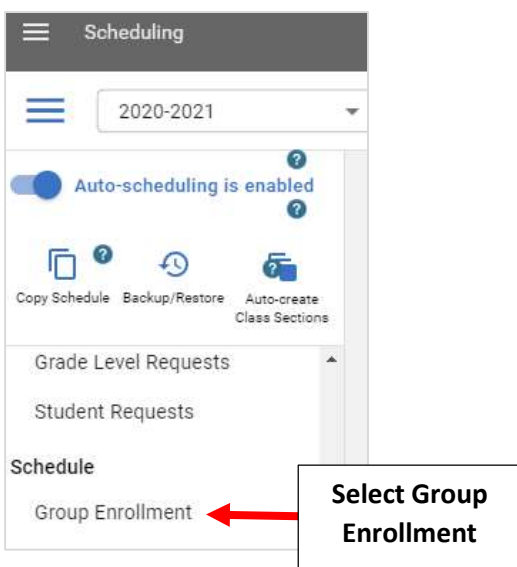 Scheduling
2020-2021
?
Auto-scheduling is enabled
?
?
?
Copy Schedule Backup/Restore Auto-create
Class Sections
Grade Level Requests
Student Requests
Schedule
Group Enrollment
Select Group
Enrollment